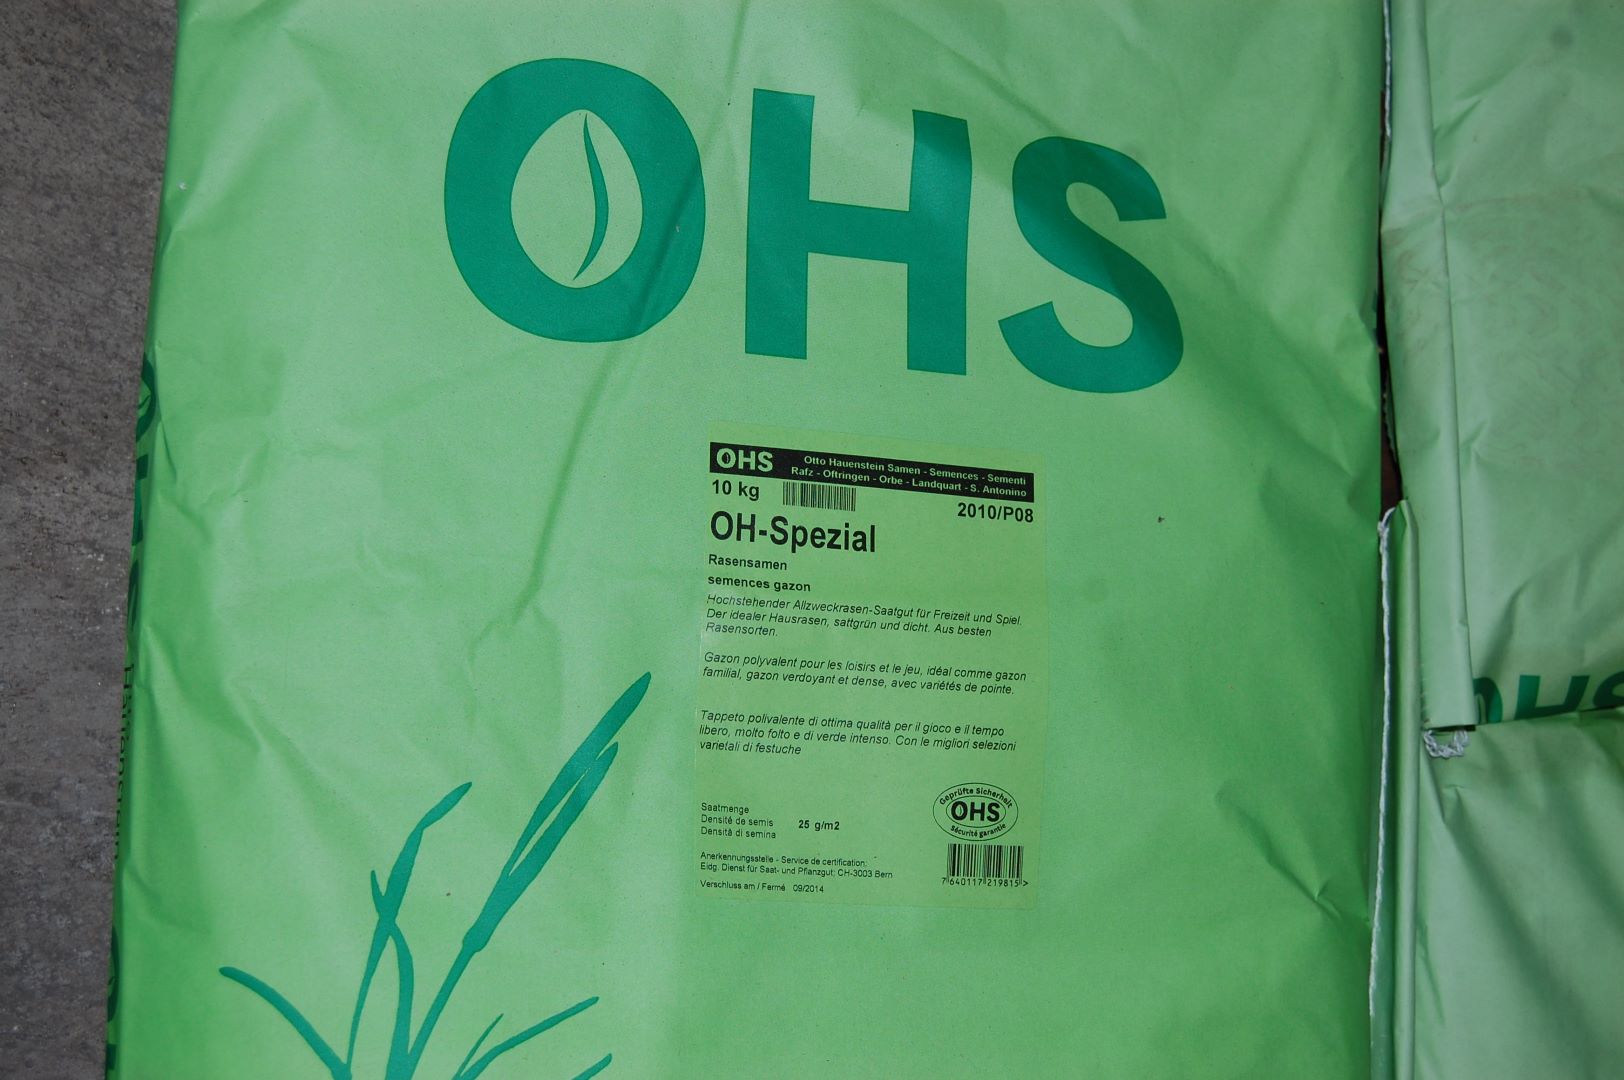 OHS
OHS
Otto Hauenstein Samen - Semences - Sementi
Rafz - Oftringen - Orbe - Landquart - S. Antonino
10 kg
2010/P08
OH-Spezial
Rasensamen
semences gazon
Hochstehender Allzweckrasen-Saatgut für Freizeit und Spiel.
Der idealer Hausrasen, sattgrün und dicht. Aus besten
Rasensorten.
Gazon polyvalent pour les loisirs et le jeu, idéal comme gazon
familial, gazon verdoyant et dense, avec variétés de pointe.
Tappeto polivalente di ottima qualità per il gioco e il tempo
libero, molto folto e di verde intenso. Con le migliori selezioni
varietali di festuche
Saatmenge
Densité de semis 25 g/m2
Densità di semina
Geprüfte Sicherheit
OHS
Sécurité garantie
Anerkennungsstelle - Service de certification:
Eidg. Dienst für Saat- und Pflanzgut; CH-3003 Bern
Verschluss am / Fermé 09/2014
7 640117 219815 >
OHS